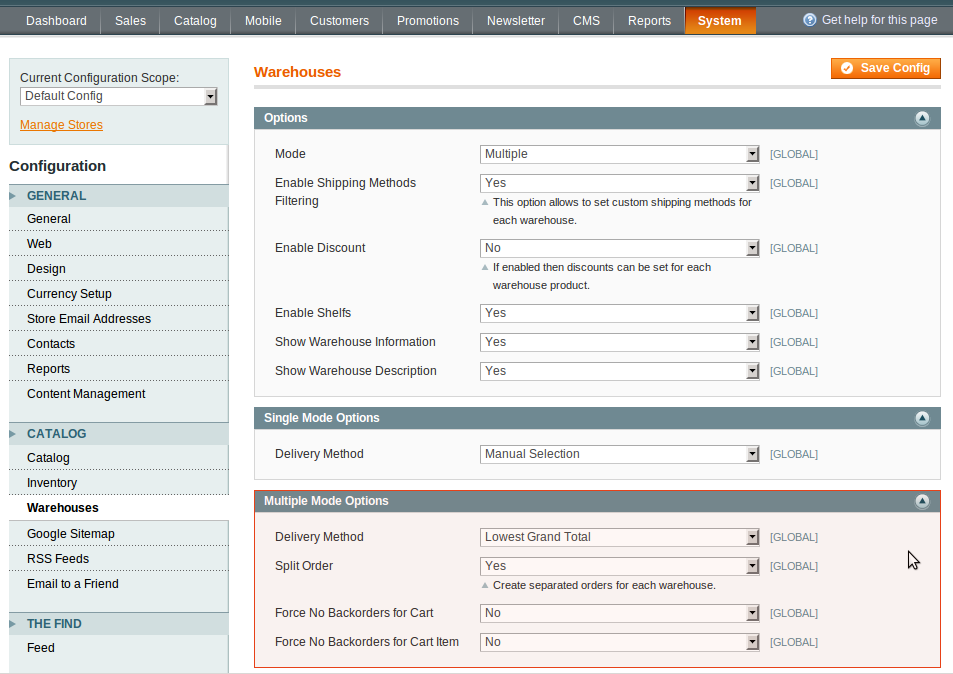 Dashboard Sales Catalog Mobile Customers Promotions Newsletter CMS Reports System Get help for this page
Current Configuration Scope:
Default Config
Manage Stores
Configuration
GENERAL
General
Web
Design
Currency Setup
Store Email Addresses
Contacts
Reports
Content Management
CATALOG
Catalog
Inventory
Warehouses
Google Sitemap
RSS Feeds
Email to a Friend
THE FIND
Feed
Warehouses Save Config
Options
Mode Multiple [GLOBAL]
Enable Shipping Methods Yes [GLOBAL]
Filtering This option allows to set custom shipping methods for
each warehouse.
Enable Discount No [GLOBAL]
If enabled then discounts can be set for each
warehouse product.
Enable Shelfs Yes [GLOBAL]
Show Warehouse Information Yes [GLOBAL]
Show Warehouse Description Yes [GLOBAL]
Single Mode Options
Delivery Method Manual Selection [GLOBAL]
Multiple Mode Options
Delivery Method Lowest Grand Total [GLOBAL]
Split Order Yes [GLOBAL]
Create separated orders for each warehouse.
Force No Backorders for Cart No [GLOBAL]
Force No Backorders for Cart Item No [GLOBAL]